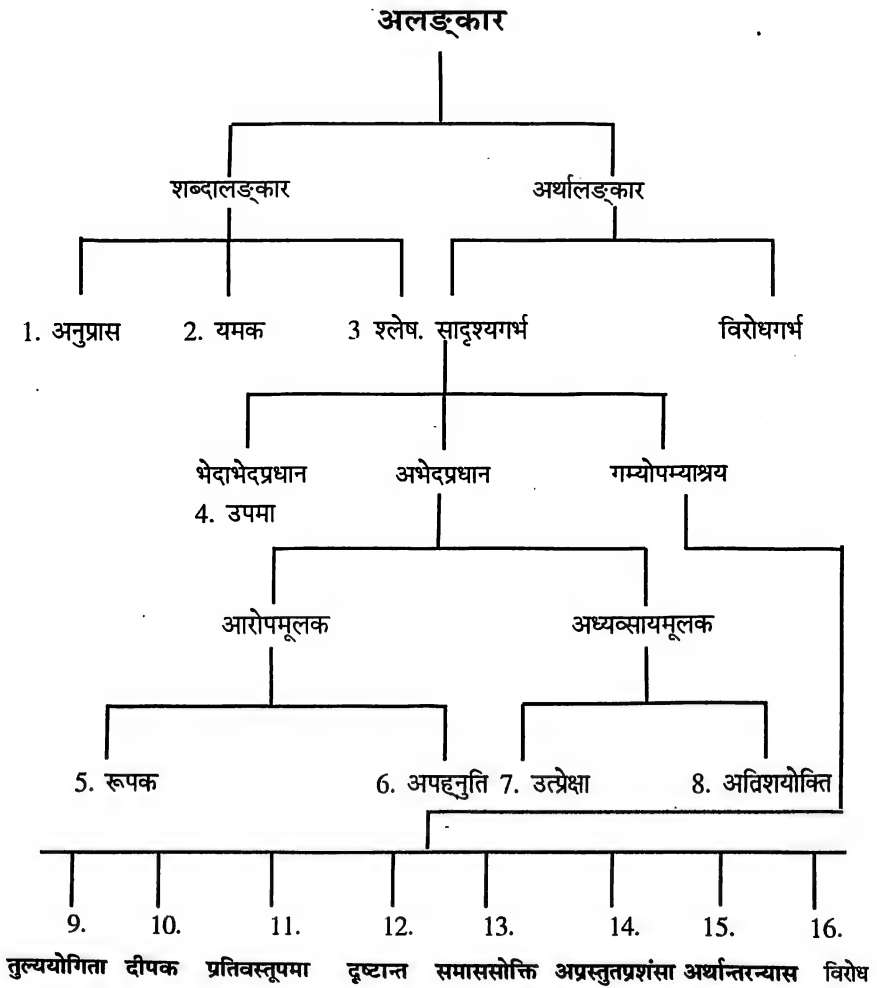 अलङ्कार
शब्दालङ्कार अर्थालङ्कार
1. अनुप्रास 2. यमक 3 श्लेष. सादृश्यगर्भ विरोधगर्भ
भेदाभेदप्रधान अभेदप्रधान गम्योपम्याश्रय
4. उपमा
आरोपमूलक अध्यव्सायमूलक
5. रूपक 6. अपह्नुति 7. उत्प्रेक्षा 8. अतिशयोक्ति
9. 10. 11. 12. 13. 14. 15. 16.
तुल्ययोगिता दीपक प्रतिवस्तूपमा दृष्टान्त समाससोक्ति अप्रस्तुतप्रशंसा अर्थान्तरन्यास विरोध